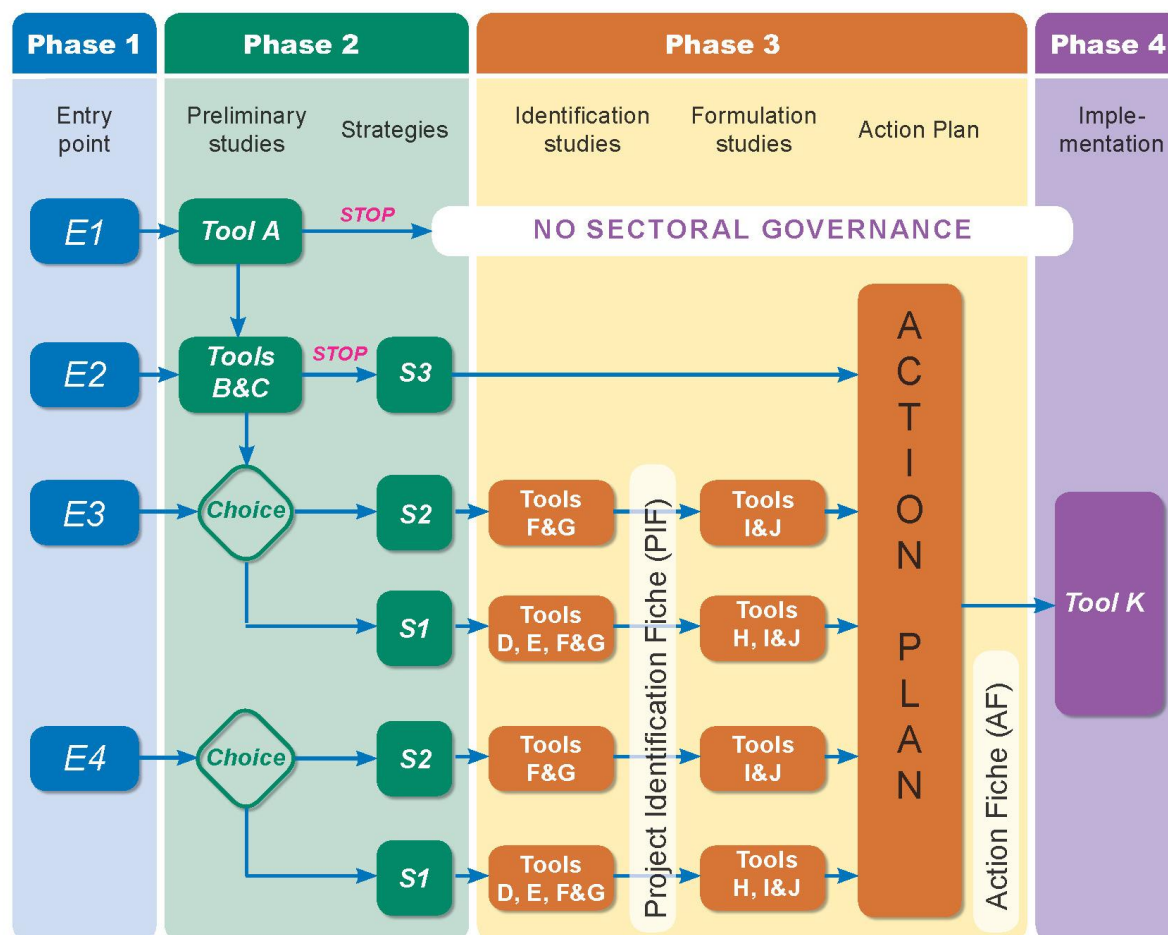 Phase 1
Phase 2
Phase 3
Phase 4
Entry
point
Preliminary
studies
Strategies
Identification
studies
Formulation
studies
Action Plan
Imple-
mentation
E1
Tool A
STOP
NO SECTORAL GOVERNANCE
E2
Tools
B&C
STOP
S3
E3
Choice
S2
Tools
F&G
Tools
I&J
S1
Tools
D, E, F&G
Tools
H, I&J
E4
Choice
S2
Tools
F&G
Tools
I&J
S1
Tools
D, E, F&G
Tools
H, I&J
Project Identification Fiche (PIF)
ACTION PLAN
Action Fiche (AF)
Tool K